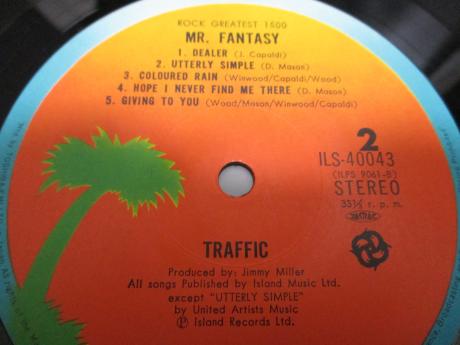 ROCK GREATEST 1500
MR. FANTASY
1. DEALER (J. Capaldi)
2. UTTERLY SIMPLE (D. Mason)
3. COLOURED RAIN (Winwood/Capaldi/Wood)
4. HOPE I NEVER FIND ME THERE (D. Mason)
5. GIVING TO YOU (Wood/Mason/Winwood/Capaldi)
2
ILS-40043
(ILPS 9061-B)
STEREO
33⅓ r. p. m.
TRAFFIC
Produced by: Jimmy Miller
All songs Published by Island Music Ltd.
except "UTTERLY SIMPLE"
by United Artists Music
Ⓟ Island Records Ltd.